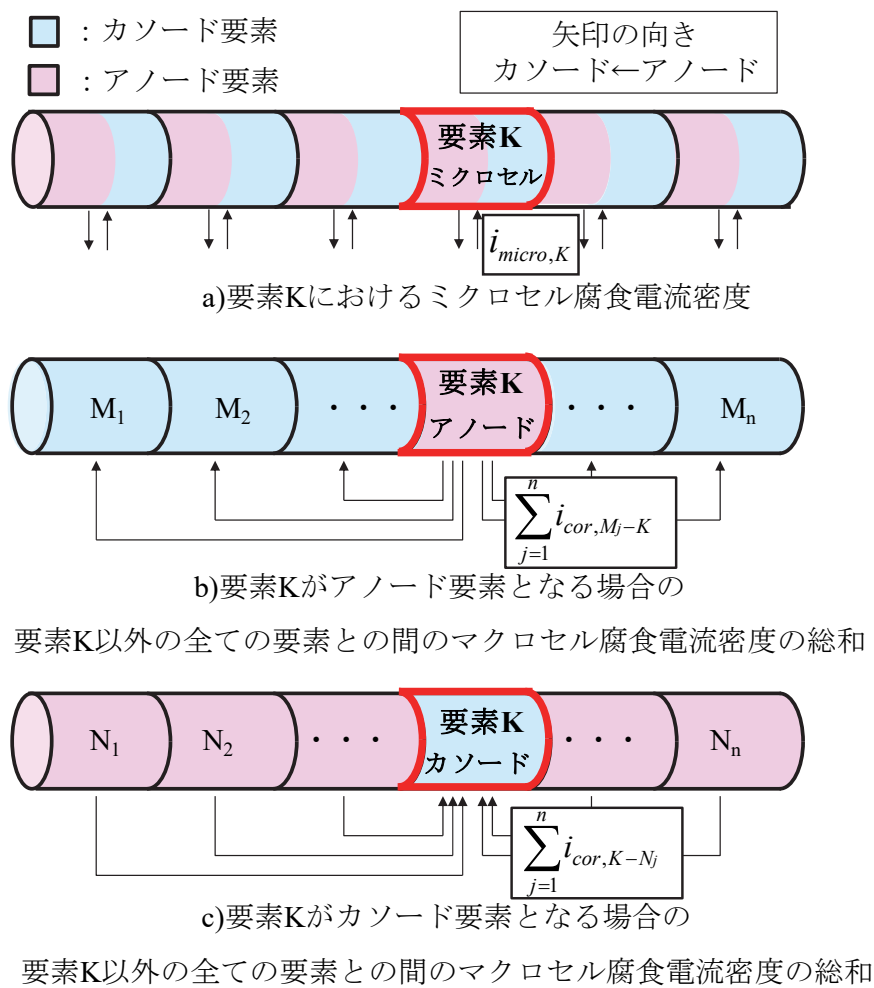 ：カソード要素
：アノード要素
矢印の向き
カソード←アノード
要素K
ミクロセル
i_{micro,K}
a)要素Kにおけるミクロセル腐食電流密度
M₁ M₂ ・・・ 要素K ・・・ Mₙ
アノード
\sum_{j=1}^{n} i_{cor,M_j-K}
b)要素Kがアノード要素となる場合の
要素K以外の全ての要素との間のマクロセル腐食電流密度の総和
N₁ N₂ ・・・ 要素K ・・・ Nₙ
カソード
\sum_{j=1}^{n} i_{cor,K-N_j}
c)要素Kがカソード要素となる場合の
要素K以外の全ての要素との間のマクロセル腐食電流密度の総和